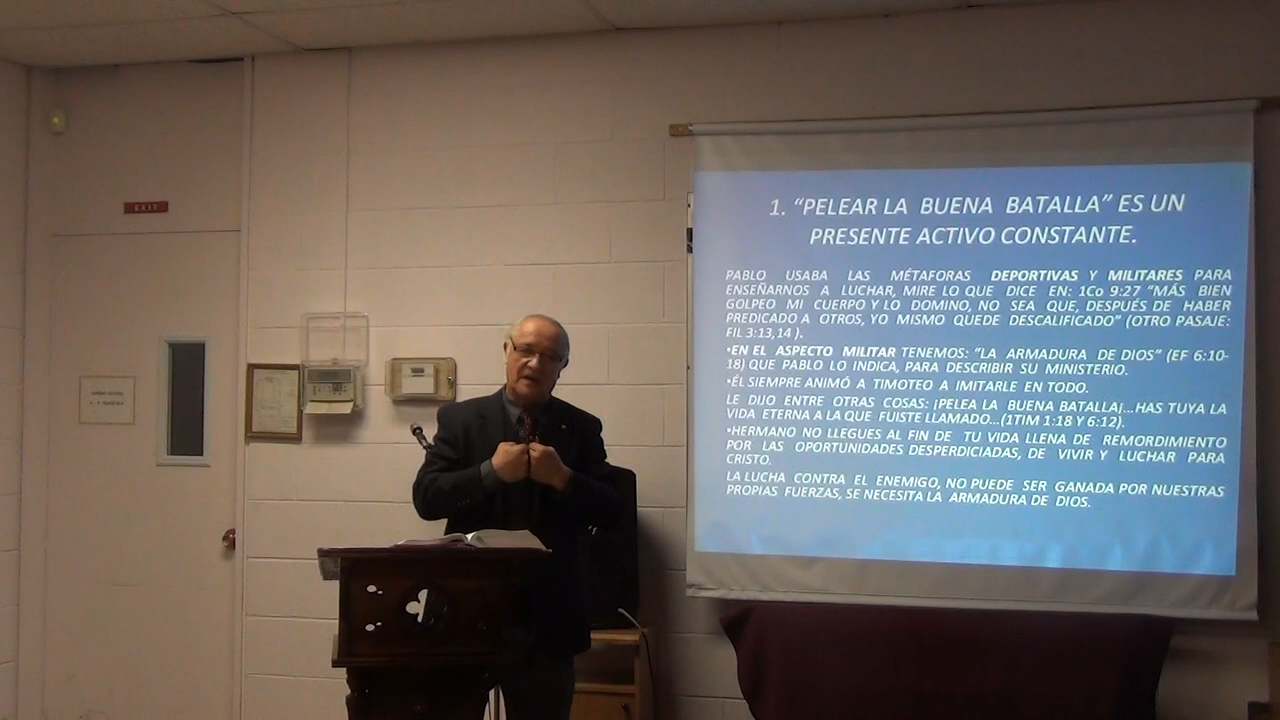 EXIT
1. “PELEAR LA BUENA BATALLA” ES UN
PRESENTE ACTIVO CONSTANTE.
PABLO USABA LAS MÉTAFORAS DEPORTIVAS Y MILITARES PARA
ENSEÑARNOS A LUCHAR, MIRE LO QUE DICE EN: 1Co 9:27 “MÁS BIEN
GOLPEO MI CUERPO Y LO DOMINO, NO SEA QUE, DESPUÉS DE HABER
PREDICADO A OTROS, YO MISMO QUEDE DESCALIFICADO” (OTRO PASAJE:
FIL 3:13,14 ).
•EN EL ASPECTO MILITAR TENEMOS: “LA ARMADURA DE DIOS” (EF 6:10-
18) QUE PABLO LO INDICA, PARA DESCRIBIR SU MINISTERIO.
•ÉL SIEMPRE ANIMÓ A TIMOTEO A IMITARLE EN TODO.
LE DIJO ENTRE OTRAS COSAS: ¡PELEA LA BUENA BATALLA¡...HAS TUYA LA
VIDA ETERNA A LA QUE FUISTE LLAMADO...(1TIM 1:18 Y 6:12).
•HERMANO NO LLEGUES AL FIN DE TU VIDA LLENA DE REMORDIMIENTO
POR LAS OPORTUNIDADES DESPERDICIADAS, DE VIVIR Y LUCHAR PARA
CRISTO.
LA LUCHA CONTRA EL ENEMIGO, NO PUEDE SER GANADA POR NUESTRAS
PROPIAS FUERZAS, SE NECESITA LA ARMADURA DE DIOS.